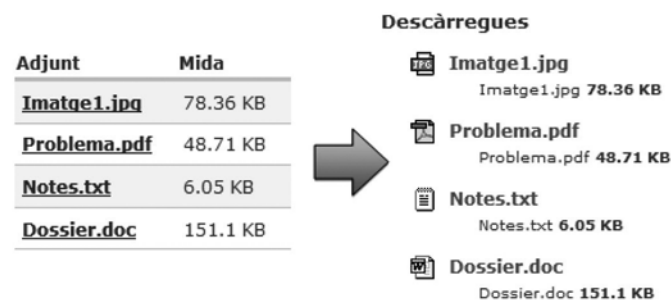 Adjunt Mida
Imatge1.jpg 78.36 KB
Problema.pdf 48.71 KB
Notes.txt 6.05 KB
Dossier.doc 151.1 KB
Descàrregues
JPG Imatge1.jpg
Imatge1.jpg 78.36 KB
Problema.pdf
Problema.pdf 48.71 KB
Notes.txt
Notes.txt 6.05 KB
W Dossier.doc
Dossier.doc 151.1 KB